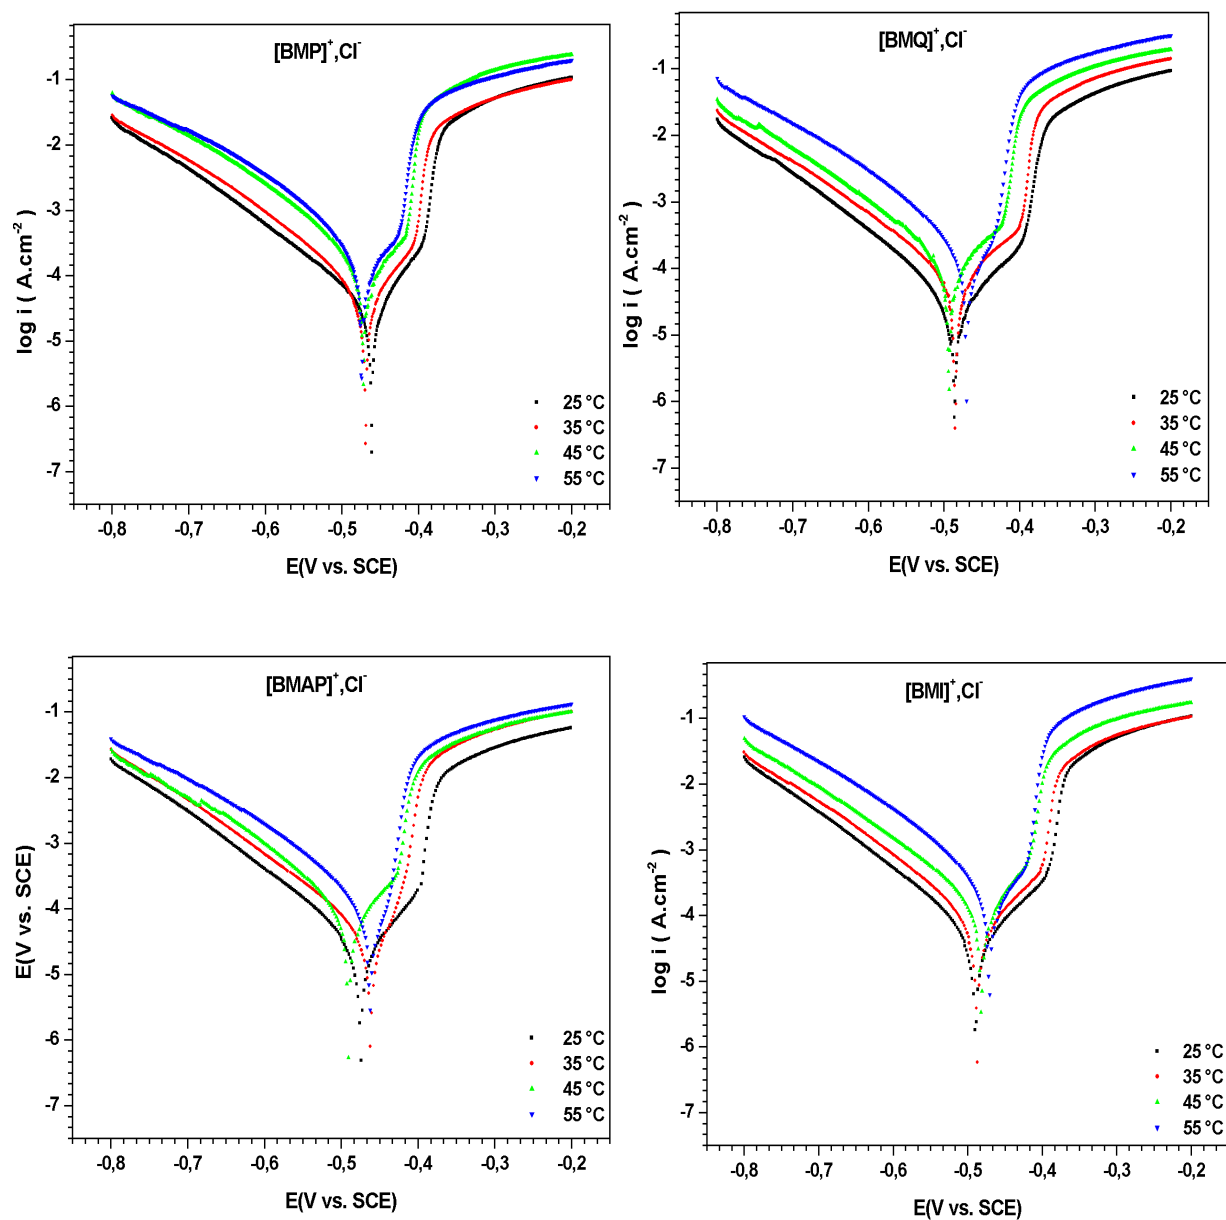 [BMP]+,Cl-
-1
-2
-3
-4
-5
-6
-7
log i ( A.cm-2 )
25 °C
35 °C
45 °C
55 °C
-0,8 -0,7 -0,6 -0,5 -0,4 -0,3 -0,2
E(V vs. SCE)
[BMQ]+,Cl-
-1
-2
-3
-4
-5
-6
-7
log i ( A.cm-2 )
25 °C
35 °C
45 °C
55 °C
-0,8 -0,7 -0,6 -0,5 -0,4 -0,3 -0,2
E(V vs. SCE)
[BMAP]+,Cl-
-1
-2
-3
-4
-5
-6
-7
E(V vs. SCE)
25 °C
35 °C
45 °C
55 °C
-0,8 -0,7 -0,6 -0,5 -0,4 -0,3 -0,2
E(V vs. SCE)
[BMI]+,Cl-
-1
-2
-3
-4
-5
-6
-7
log i ( A.cm-2 )
25 °C
35 °C
45 °C
55 °C
-0,8 -0,7 -0,6 -0,5 -0,4 -0,3 -0,2
E(V vs. SCE)